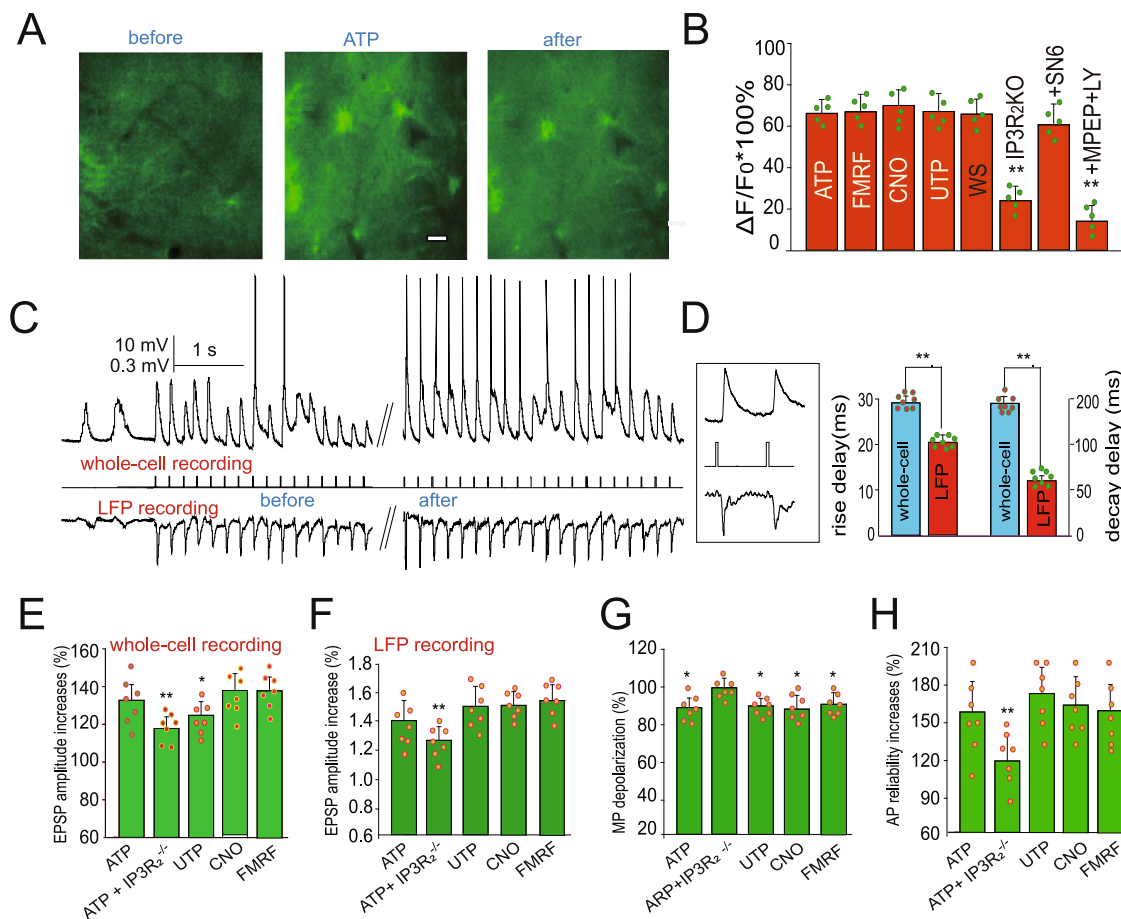 A
before
ATP
after
B
ΔF/F₀*100%
100
80
60
40
20
0
ATP
FMRF
CNO
UTP
WS
** IP3R₂KO
+SN6
** +MPEP+LY
C
10 mV
0.3 mV
1 s
whole-cell recording
LFP recording
before
after
D
rise delay(ms)
30
20
10
0
**
**
whole-cell
LFP
whole-cell
LFP
200
100
50
0
decay delay (ms)
E
whole-cell recording
EPSP amplitude increases (%)
160
140
120
100
80
60
**
*
ATP
ATP + IP3R₂⁻/⁻
UTP
CNO
FMRF
F
LFP recording
EPSP amplitude increase (%)
1.8
1.6
1.4
1.2
1.0
0.8
0.6
**
ATP
ATP+ IP3R₂⁻/⁻
UTP
CNO
FMRF
G
MP depolarization (%)
120
100
80
60
40
20
*
*
*
*
ATP
ARP+IP3R₂⁻/⁻
UTP
CNO
FMRF
H
AP reliability increases (%)
210
180
150
120
90
60
**
ATP
ATP+ IP3R₂⁻/⁻
UTP
CNO
FMRF